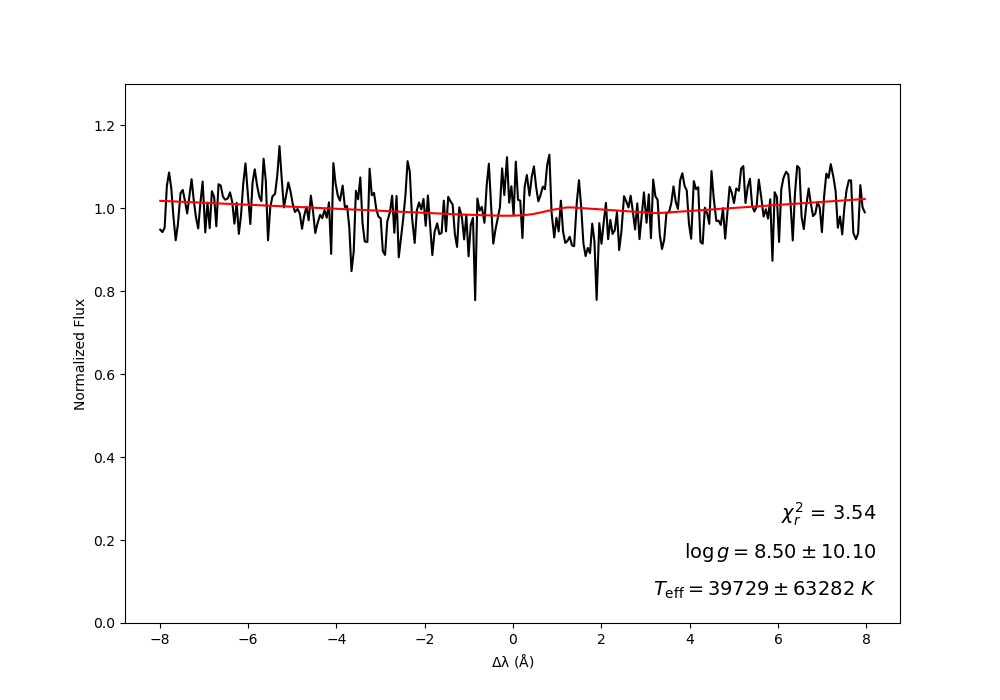 1.2
1.0
0.8
0.6
0.4
0.2
0.0
Normalized Flux
χ²ᵣ = 3.54
log g = 8.50 ± 10.10
T_eff = 39729 ± 63282 K
−8 −6 −4 −2 0 2 4 6 8
Δλ (Å)